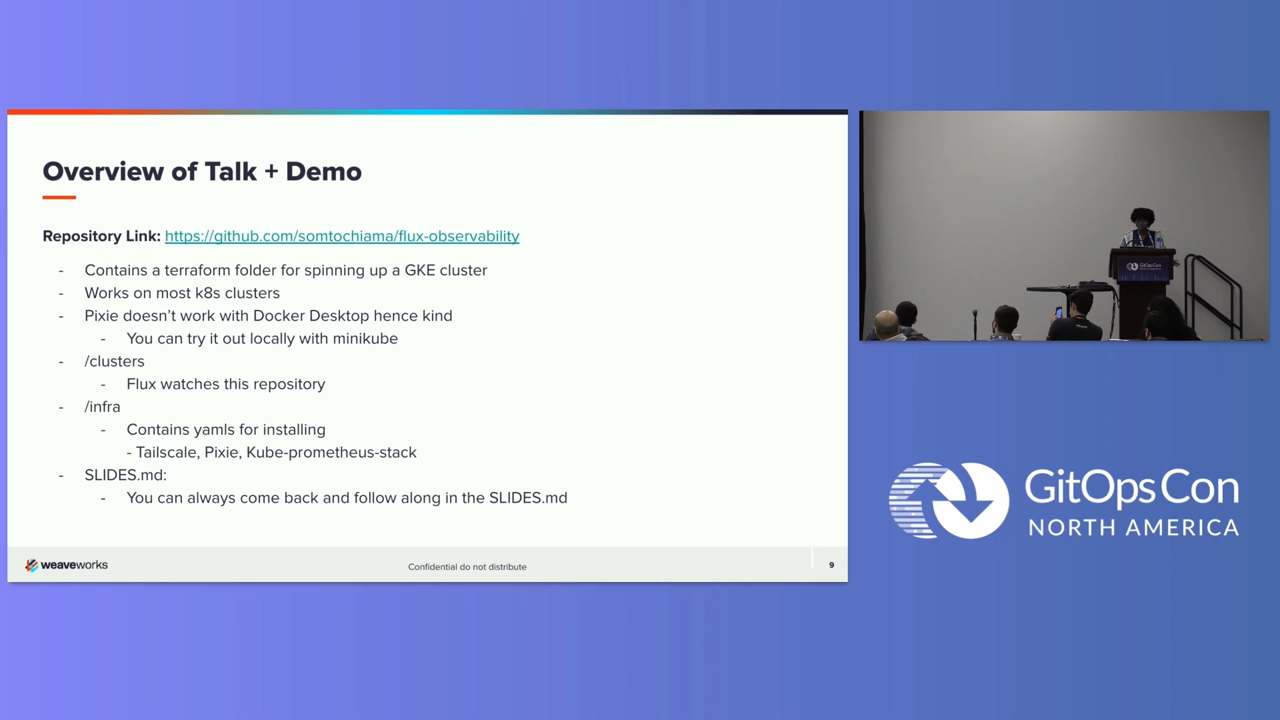 Overview of Talk + Demo
Repository Link: https://github.com/somtochiama/flux-observability
- Contains a terraform folder for spinning up a GKE cluster
- Works on most k8s clusters
- Pixie doesn’t work with Docker Desktop hence kind
- You can try it out locally with minikube
- /clusters
- Flux watches this repository
- /infra
- Contains yamls for installing
- Tailscale, Pixie, Kube-prometheus-stack
- SLIDES.md:
- You can always come back and follow along in the SLIDES.md
weaveworks
Confidential do not distribute
9
GitOpsCon
GitOpsCon
NORTH AMERICA